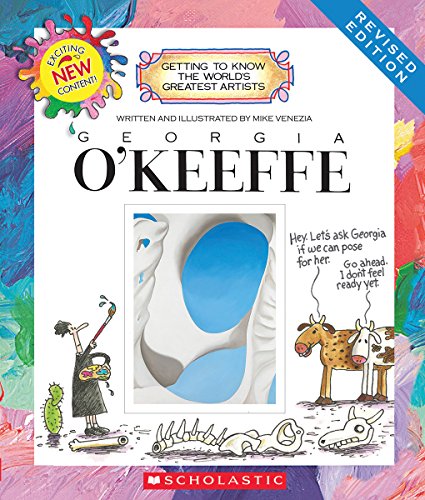 EXCITING
NEW
CONTENT!
REVISED
EDITION
GETTING TO KNOW
THE WORLD'S
GREATEST ARTISTS
WRITTEN AND ILLUSTRATED BY MIKE VENEZIA
GEORGIA
O'KEEFFE
Hey. Let's ask Georgia
if we can pose
for her.
Go ahead.
I don't feel
ready yet.
SCHOLASTIC